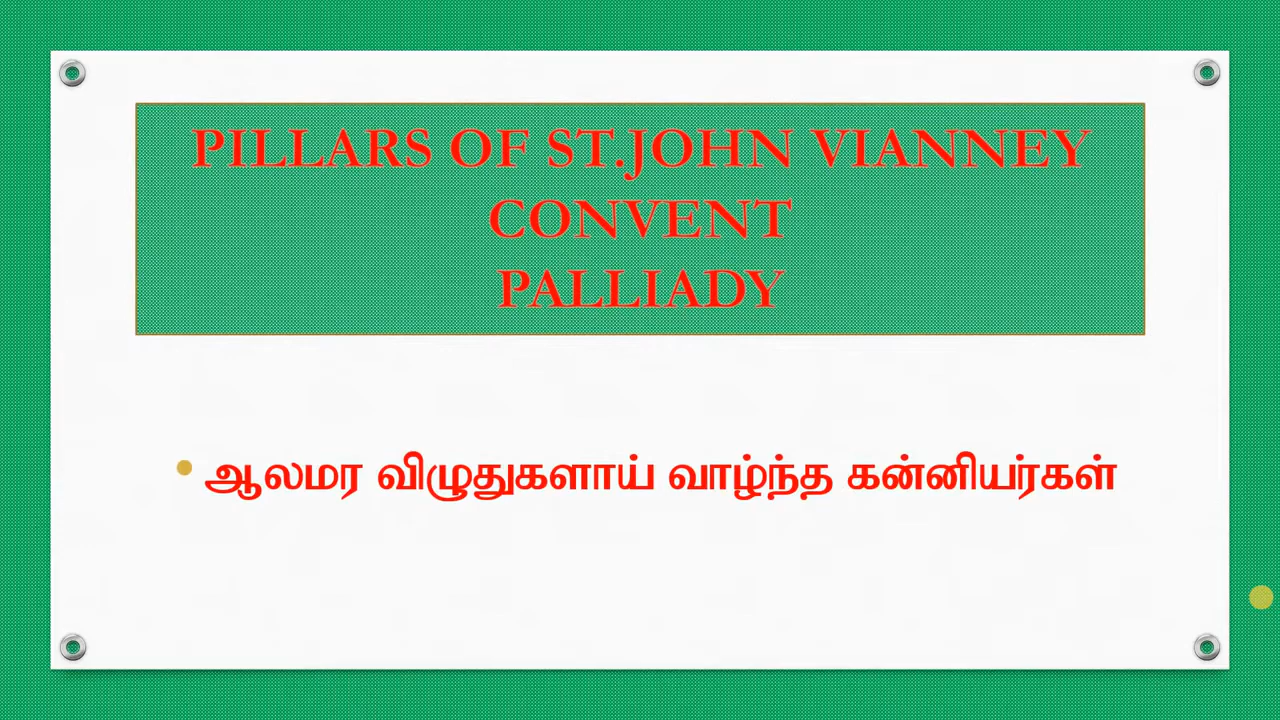 PILLARS OF ST.JOHN VIANNEY
CONVENT
PALLIADY
ஆலமர விழுதுகளாய் வாழ்ந்த கன்னியர்கள்